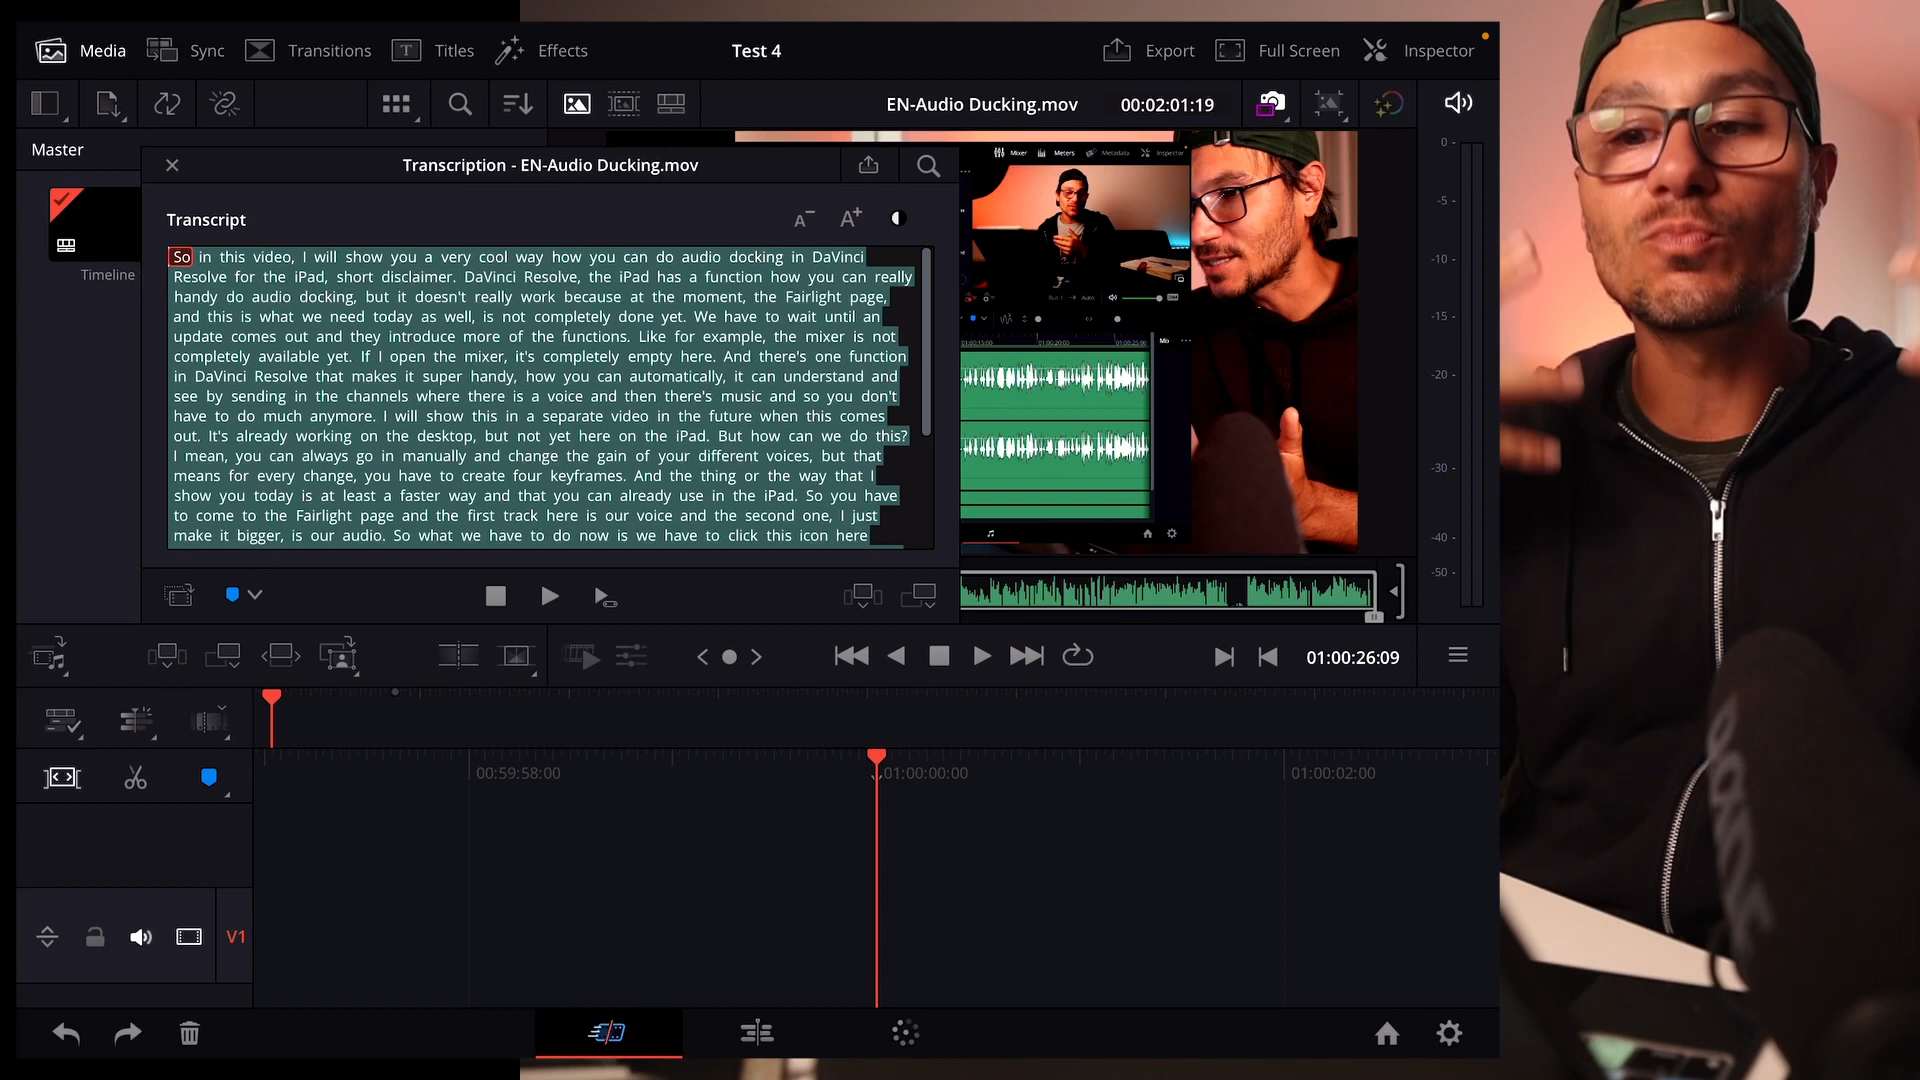 Media
Sync
Transitions
Titles
Effects
Test 4
Export
Full Screen
Inspector
EN-Audio Ducking.mov
00:02:01:19
Master
Transcription - EN-Audio Ducking.mov
Transcript
A−
A+
So in this video, I will show you a very cool way how you can do audio docking in DaVinci
Resolve for the iPad, short disclaimer. DaVinci Resolve, the iPad has a function how you can really
handy do audio docking, but it doesn't really work because at the moment, the Fairlight page,
and this is what we need today as well, is not completely done yet. We have to wait until an
update comes out and they introduce more of the functions. Like for example, the mixer is not
completely available yet. If I open the mixer, it's completely empty here. And there's one function
in DaVinci Resolve that makes it super handy, how you can automatically, it can understand and
see by sending in the channels where there is a voice and then there's music and so you don't
have to do much anymore. I will show this in a separate video in the future when this comes
out. It's already working on the desktop, but not yet here on the iPad. But how can we do this?
I mean, you can always go in manually and change the gain of your different voices, but that
means for every change, you have to create four keyframes. And the thing or the way that I
show you today is at least a faster way and that you can already use in the iPad. So you have
to come to the Fairlight page and the first track here is our voice and the second one, I just
make it bigger, is our audio. So what we have to do now is we have to click this icon here
Timeline
Mixer
Meters
Metadata
Inspector
Bus 1
Auto
0
-5
-10
-15
-20
-30
-40
-50
01:00:26:09
00:59:58:00
01:00:00:00
01:00:02:00
V1